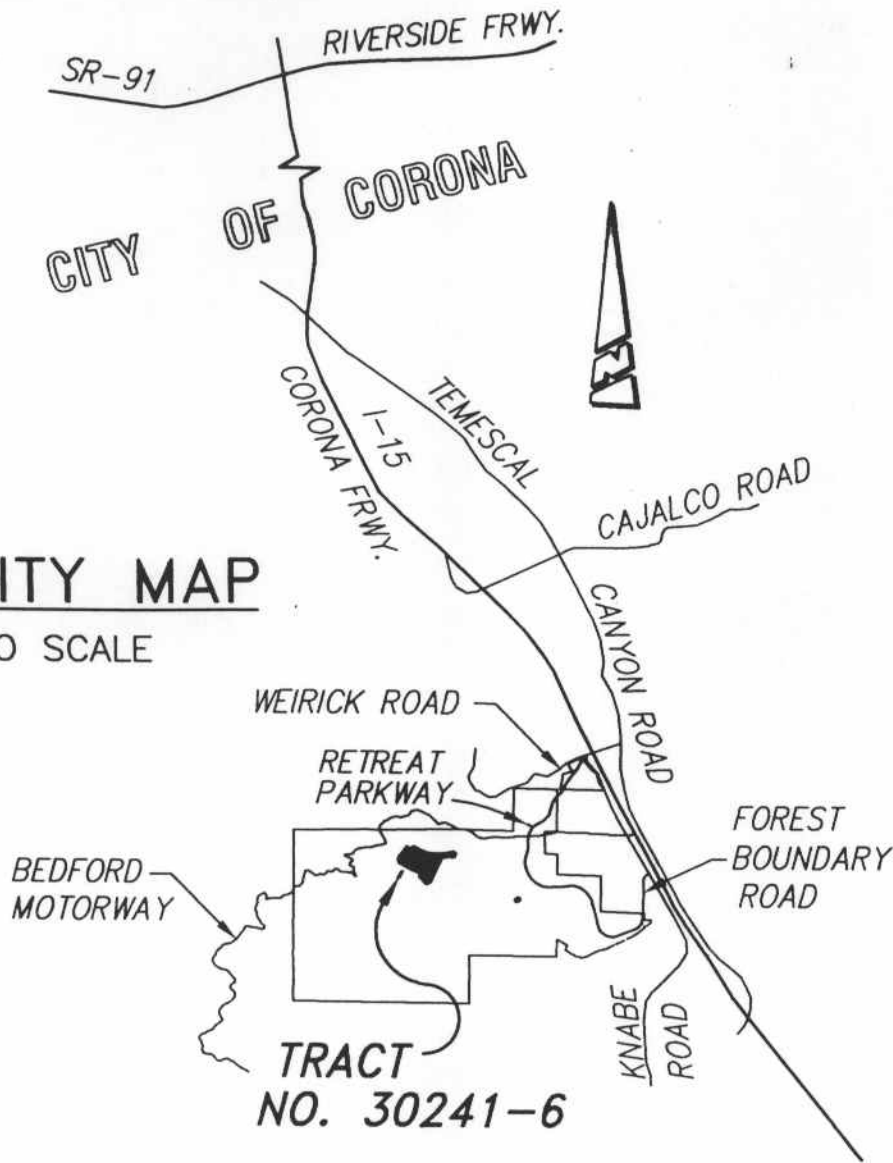 RIVERSIDE FRWY.
SR-91
CITY OF CORONA
N
CORONA FRWY.
I-15
TEMESCAL
CANYON ROAD
CAJALCO ROAD
ITY MAP
O SCALE
WEIRICK ROAD
RETREAT
PARKWAY
FOREST
BOUNDARY
ROAD
BEDFORD
MOTORWAY
KNABE
ROAD
TRACT
NO. 30241-6